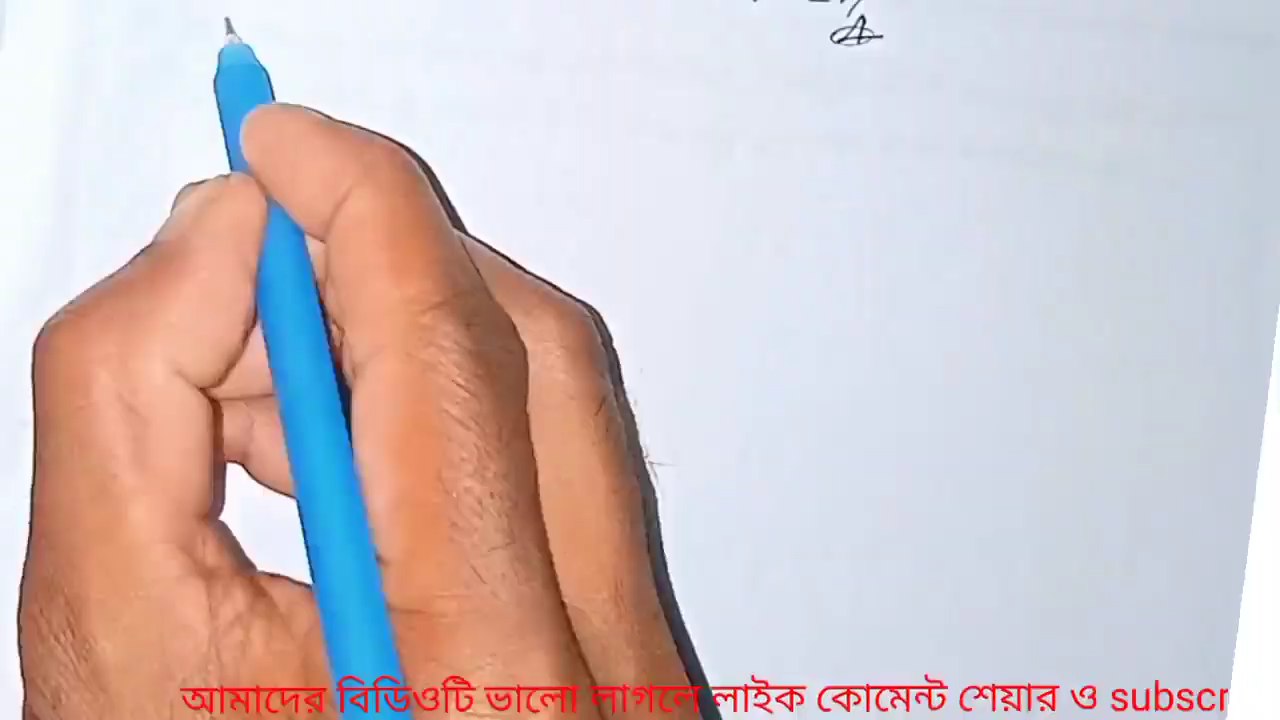 আমাদের বিডিওটি ভালো লাগলে লাইক কোমেন্ট শেয়ার ও subscr